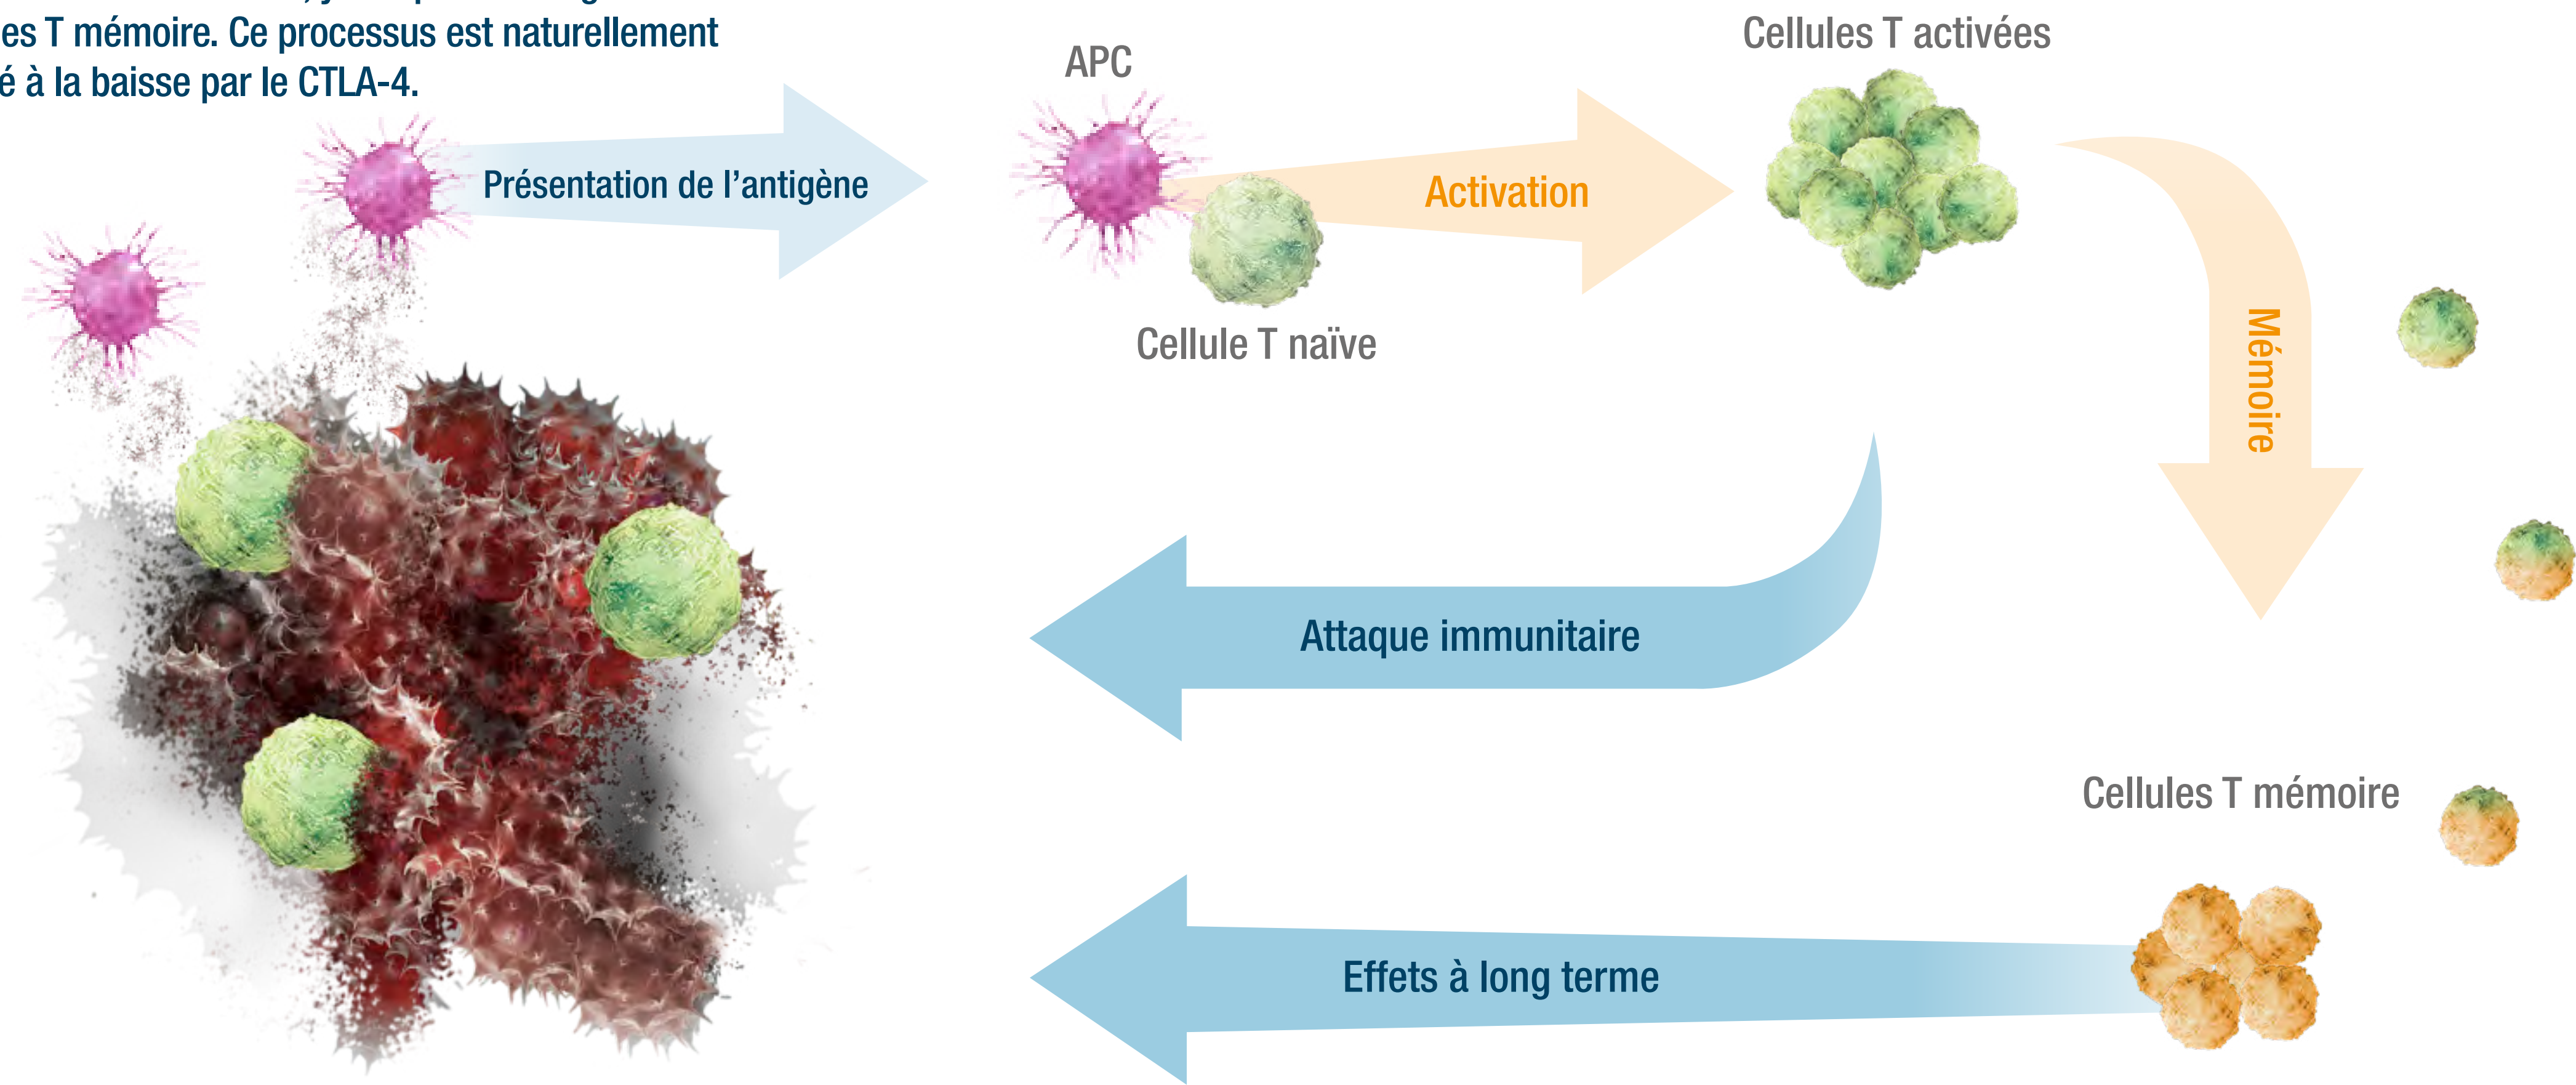 es T mémoire. Ce processus est naturellement
é à la baisse par le CTLA-4.
APC
Cellules T activées
Présentation de l’antigène
Activation
Cellule T naïve
Mémoire
Attaque immunitaire
Cellules T mémoire
Effets à long terme